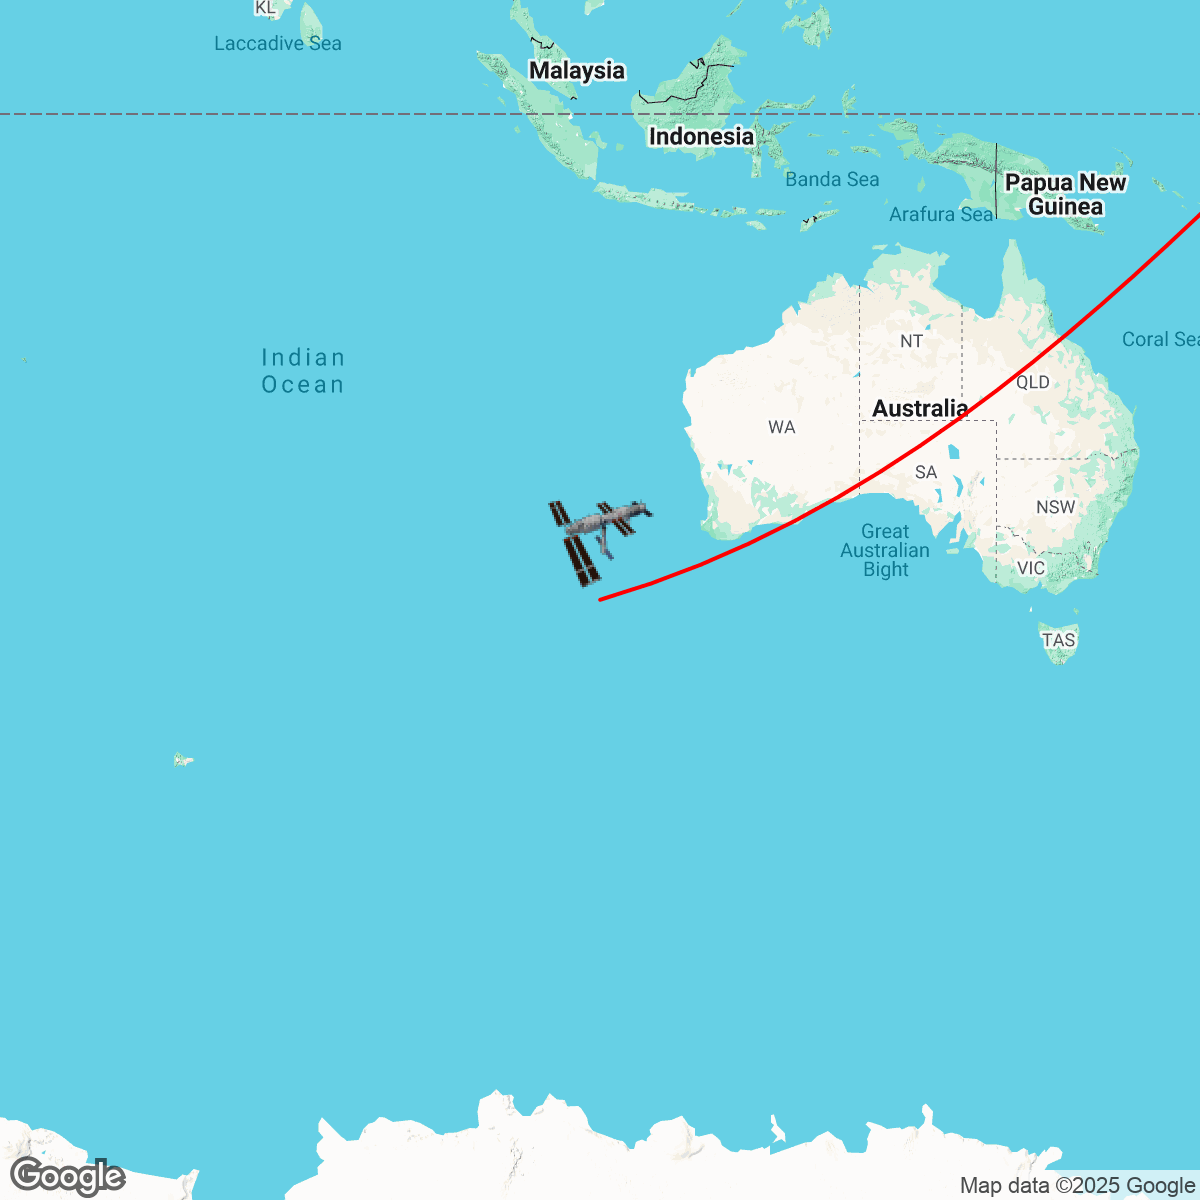 KL
Laccadive Sea
Malaysia
Indonesia
Banda Sea
Papua New
Guinea
Arafura Sea
Indian
Ocean
NT
Coral Sea
QLD
Australia
WA
SA
NSW
Great
Australian
Bight
VIC
TAS
Google
Map data ©2025 Google